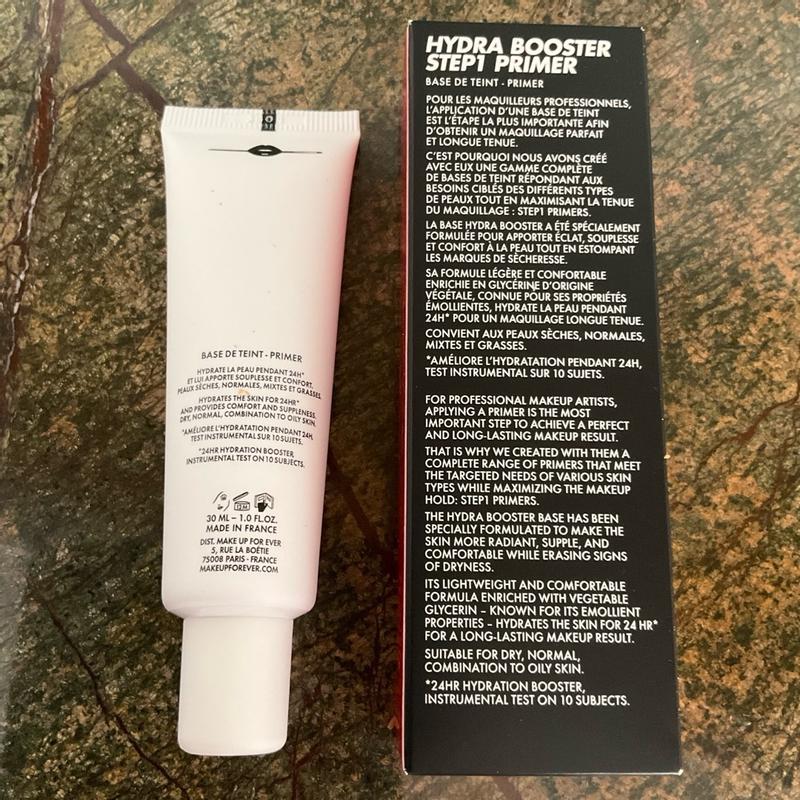 BASE DE TEINT - PRIMER
HYDRATE LA PEAU PENDANT 24H*
ET LUI APPORTE SOUPLESSE ET CONFORT.
PEAUX SÈCHES, NORMALES, MIXTES ET GRASSES.
HYDRATES THE SKIN FOR 24HR*
AND PROVIDES COMFORT AND SUPPLENESS.
DRY, NORMAL, COMBINATION TO OILY SKIN.
*AMÉLIORE L'HYDRATATION PENDANT 24H,
TEST INSTRUMENTAL SUR 10 SUJETS.
*24HR HYDRATION BOOSTER,
INSTRUMENTAL TEST ON 10 SUBJECTS.
12 M
30 ML – 1.0 FL.OZ.
MADE IN FRANCE
DIST. MAKE UP FOR EVER
5, RUE LA BOÉTIE
75008 PARIS - FRANCE
MAKEUPFOREVER.COM
HYDRA BOOSTER
STEP1 PRIMER
BASE DE TEINT - PRIMER
POUR LES MAQUILLEURS PROFESSIONNELS,
L'APPLICATION D'UNE BASE DE TEINT
EST L'ÉTAPE LA PLUS IMPORTANTE AFIN
D'OBTENIR UN MAQUILLAGE PARFAIT
ET LONGUE TENUE.
C'EST POURQUOI NOUS AVONS CRÉÉ
AVEC EUX UNE GAMME COMPLÈTE
DE BASES DE TEINT RÉPONDANT AUX
BESOINS CIBLÉS DES DIFFÉRENTS TYPES
DE PEAUX TOUT EN MAXIMISANT LA TENUE
DU MAQUILLAGE : STEP1 PRIMERS.
LA BASE HYDRA BOOSTER A ÉTÉ SPÉCIALEMENT
FORMULÉE POUR APPORTER ÉCLAT, SOUPLESSE
ET CONFORT À LA PEAU TOUT EN ESTOMPANT
LES MARQUES DE SÈCHERESSE.
SA FORMULE LÉGÈRE ET CONFORTABLE
ENRICHIE EN GLYCÉRINE D'ORIGINE
VÉGÉTALE, CONNUE POUR SES PROPRIÉTÉS
ÉMOLLIENTES, HYDRATE LA PEAU PENDANT
24H* POUR UN MAQUILLAGE LONGUE TENUE.
CONVIENT AUX PEAUX SÈCHES, NORMALES,
MIXTES ET GRASSES.
*AMÉLIORE L'HYDRATATION PENDANT 24H,
TEST INSTRUMENTAL SUR 10 SUJETS.
FOR PROFESSIONAL MAKEUP ARTISTS,
APPLYING A PRIMER IS THE MOST
IMPORTANT STEP TO ACHIEVE A PERFECT
AND LONG-LASTING MAKEUP RESULT.
THAT IS WHY WE CREATED WITH THEM A
COMPLETE RANGE OF PRIMERS THAT MEET
THE TARGETED NEEDS OF VARIOUS SKIN
TYPES WHILE MAXIMIZING THE MAKEUP
HOLD: STEP1 PRIMERS.
THE HYDRA BOOSTER BASE HAS BEEN
SPECIALLY FORMULATED TO MAKE THE
SKIN MORE RADIANT, SUPPLE, AND
COMFORTABLE WHILE ERASING SIGNS
OF DRYNESS.
ITS LIGHTWEIGHT AND COMFORTABLE
FORMULA ENRICHED WITH VEGETABLE
GLYCERIN – KNOWN FOR ITS EMOLLIENT
PROPERTIES – HYDRATES THE SKIN FOR 24 HR*
FOR A LONG-LASTING MAKEUP RESULT.
SUITABLE FOR DRY, NORMAL,
COMBINATION TO OILY SKIN.
*24HR HYDRATION BOOSTER,
INSTRUMENTAL TEST ON 10 SUBJECTS.